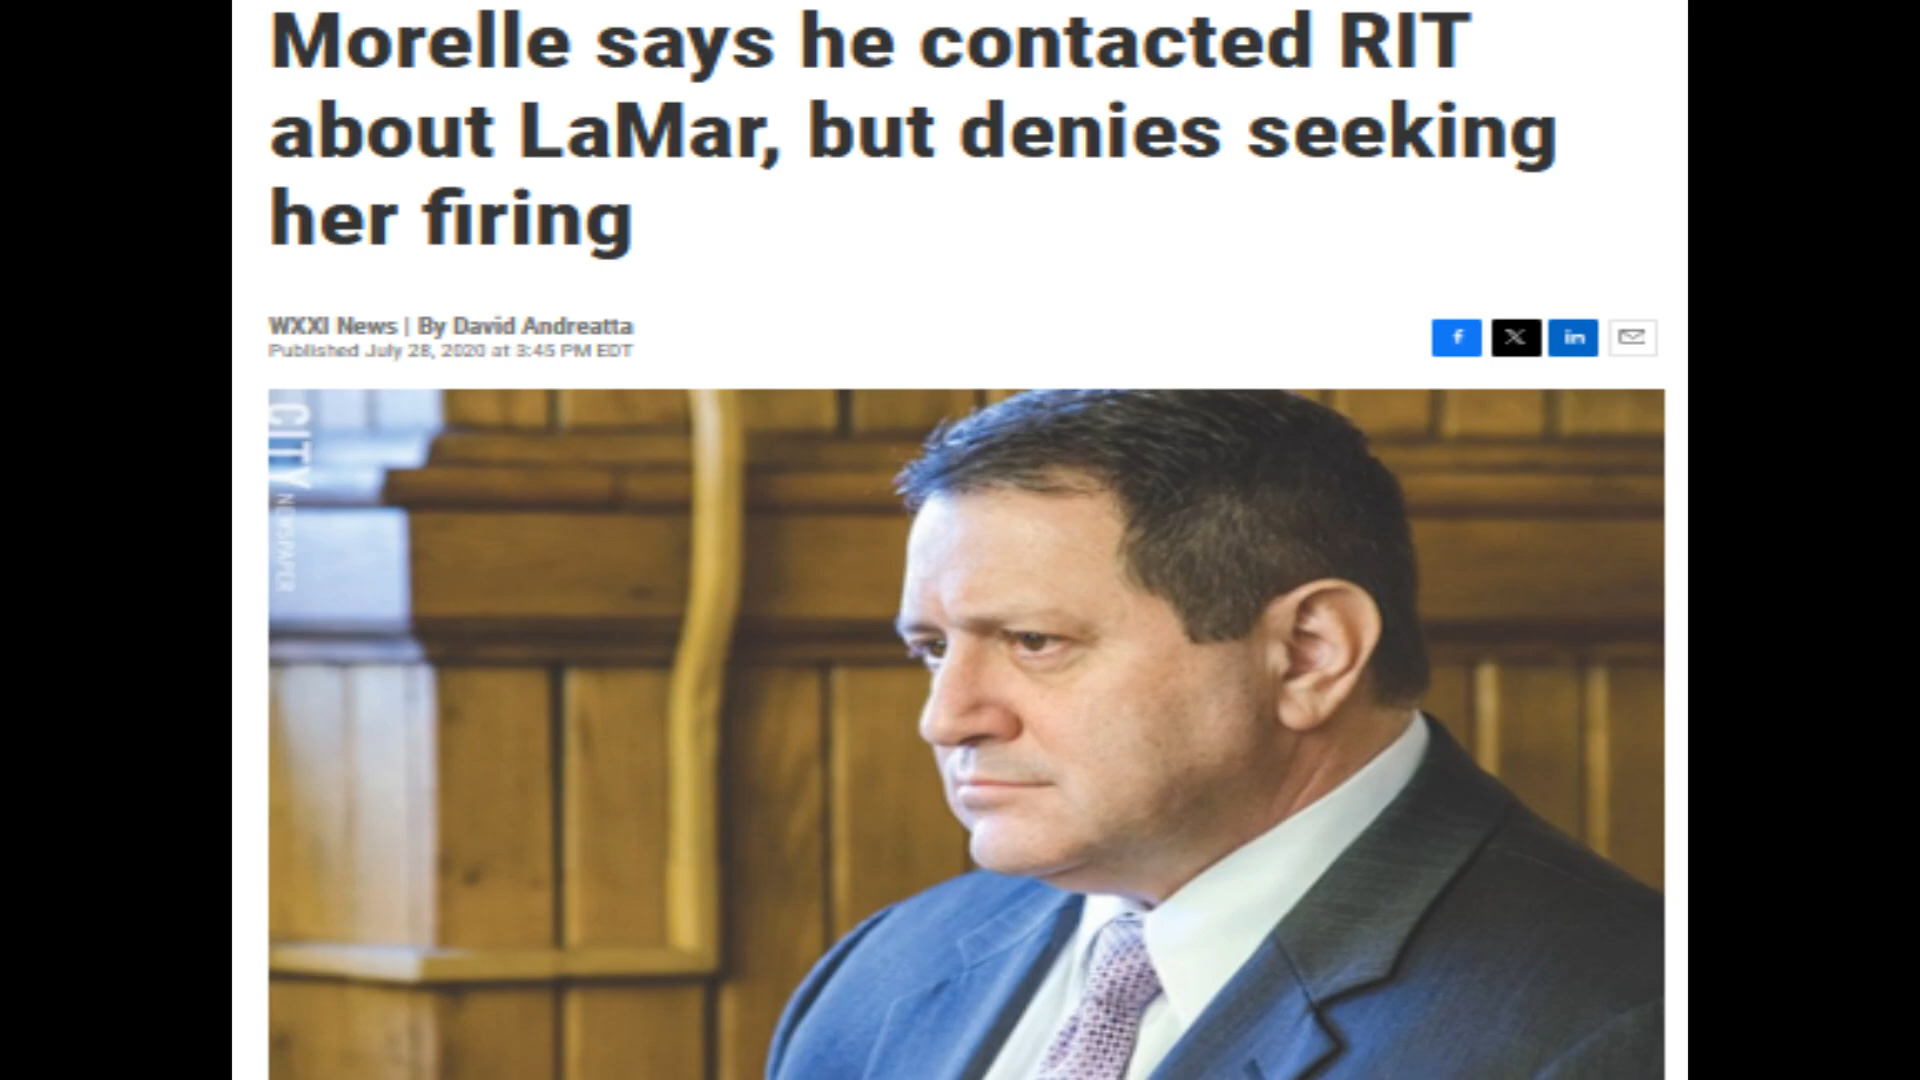 Morelle says he contacted RIT
about LaMar, but denies seeking
her firing
WXXI News | By David Andreatta
Published July 28, 2020 at 3:45 PM EDT
f
X
in
CITY NEWSPAPER